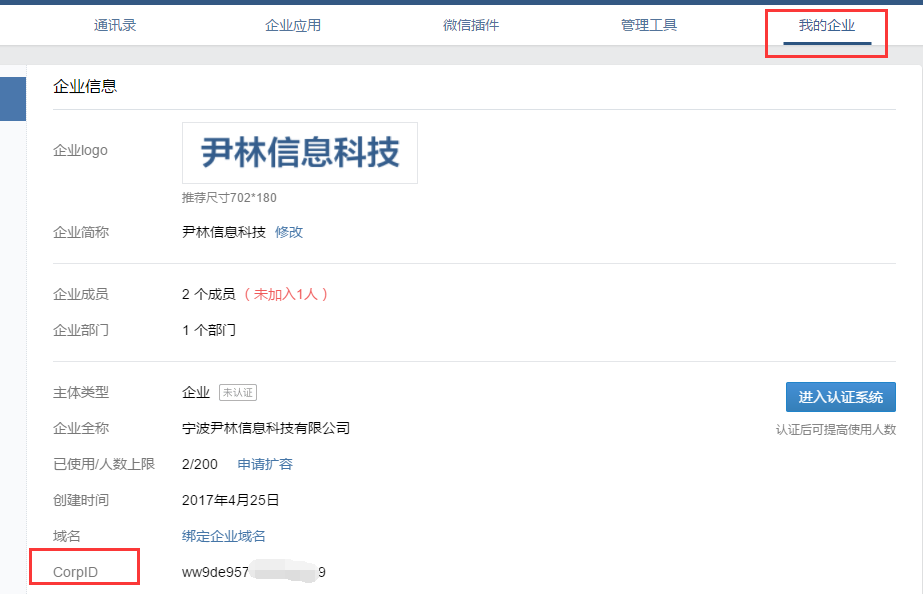 通讯录 企业应用 微信插件 管理工具 我的企业
企业信息
企业logo 尹林信息科技
推荐尺寸702*180
企业简称 尹林信息科技 修改
企业成员 2 个成员 ( 未加入1人 )
企业部门 1 个部门
主体类型 企业 未认证 进入认证系统
企业全称 宁波尹林信息科技有限公司 认证后可提高使用人数
已使用/人数上限 2/200 申请扩容
创建时间 2017年4月25日
域名 绑定企业域名
CorpID ww9de957 9